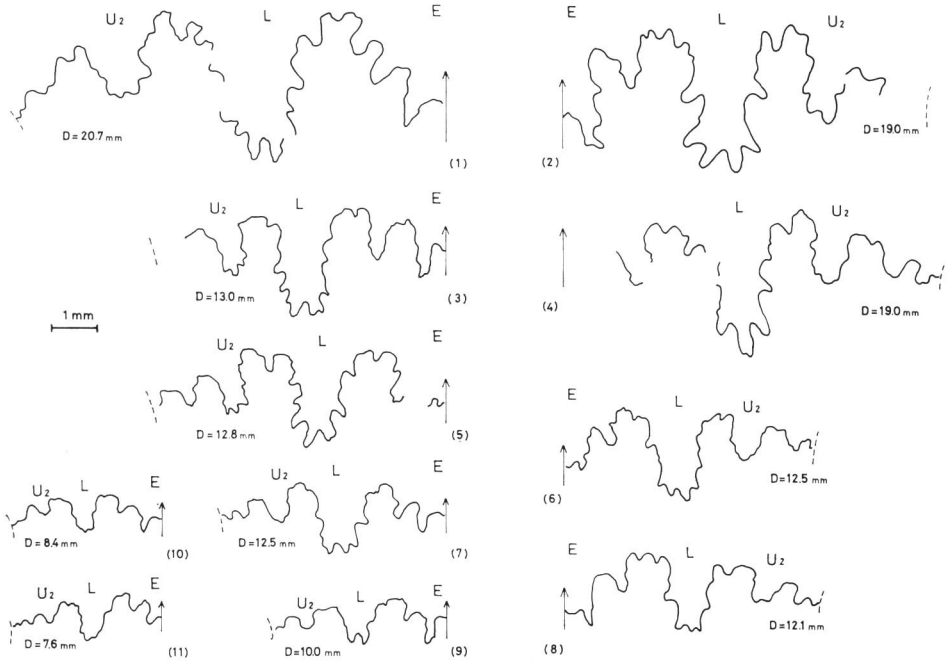 U₂ L E
D = 20.7 mm
(1)
E L U₂
D = 19.0 mm
(2)
U₂ L E
D = 13.0 mm
(3)
L U₂
D = 19.0 mm
(4)
1 mm
U₂ L E
D = 12.8 mm
(5)
E L U₂
D = 12.5 mm
(6)
U₂ L E
D = 12.5 mm
(7)
U₂ L E
D = 8.4 mm
(10)
E L U₂
D = 12.1 mm
(8)
U₂ L E
D = 7.6 mm
(11)
U₂ L E
D = 10.0 mm
(9)